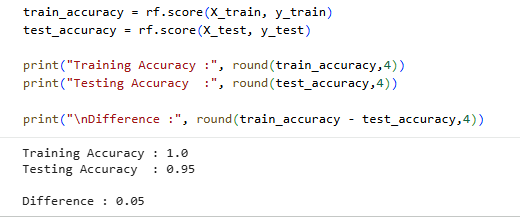 train_accuracy = rf.score(X_train, y_train)
test_accuracy = rf.score(X_test, y_test)
print("Training Accuracy :", round(train_accuracy,4))
print("Testing Accuracy  :", round(test_accuracy,4))
print("\nDifference :", round(train_accuracy - test_accuracy,4))
Training Accuracy : 1.0
Testing Accuracy  : 0.95
Difference : 0.05